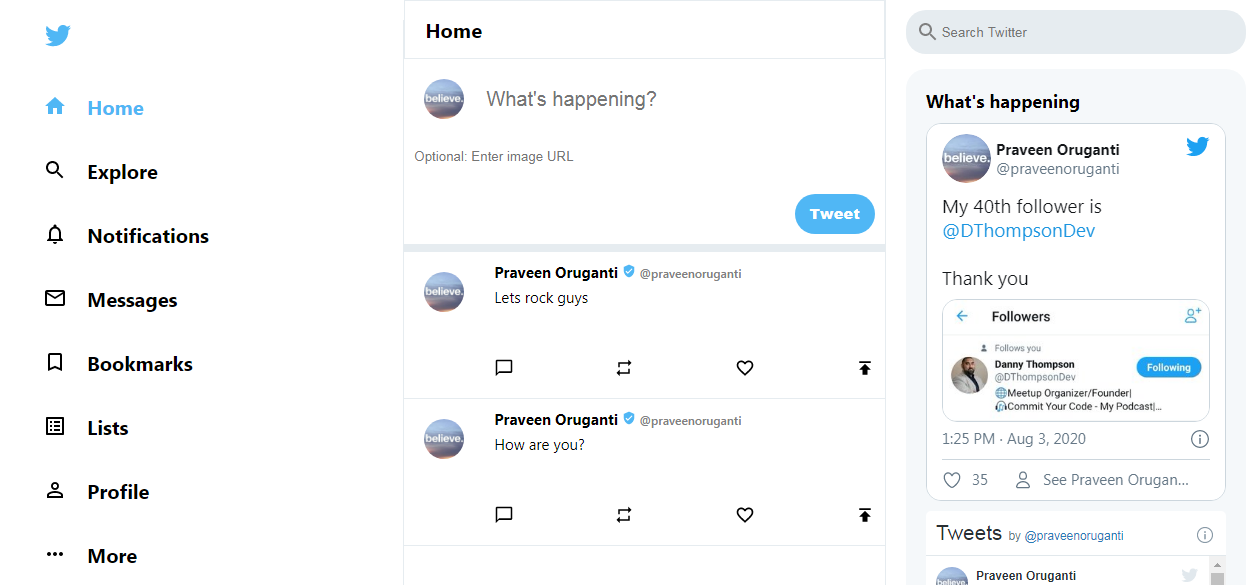 Home
Explore
Notifications
Messages
Bookmarks
Lists
Profile
More
Home
believe.
What's happening?
Optional: Enter image URL
Tweet
believe.
Praveen Oruganti @praveenoruganti
Lets rock guys
believe.
Praveen Oruganti @praveenoruganti
How are you?
Search Twitter
What's happening
believe.
Praveen Oruganti
@praveenoruganti
My 40th follower is
@DThompsonDev
Thank you
Followers
Follows you
Danny Thompson
@DThompsonDev
Following
Meetup Organizer/Founder|
Commit Your Code - My Podcast|...
1:25 PM · Aug 3, 2020
35 See Praveen Orugan...
Tweets by @praveenoruganti
believe.
Praveen Oruganti